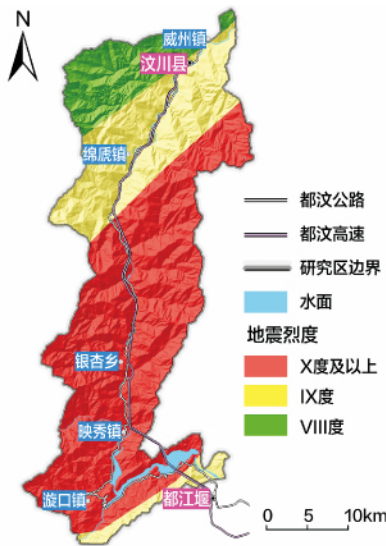 N
威州镇
汶川县
绵虒镇
银杏乡
映秀镇
漩口镇
都江堰
都汶公路
都汶高速
研究区边界
水面
地震烈度
X度及以上
IX度
VIII度
0 5 10km